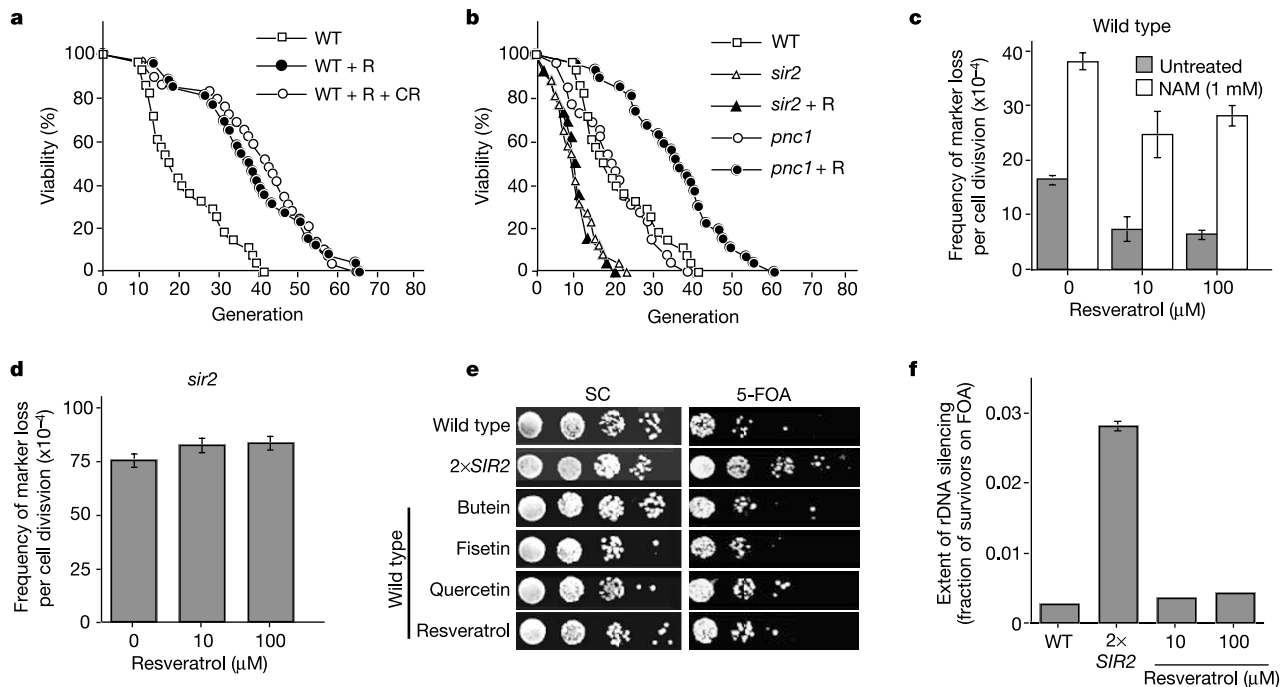 a
WT
WT + R
WT + R + CR
Viability (%)
100
80
60
40
20
0
0 10 20 30 40 50 60 70 80
Generation
b
WT
sir2
sir2 + R
pnc1
pnc1 + R
Viability (%)
100
80
60
40
20
0
0 10 20 30 40 50 60 70 80
Generation
c
Wild type
Untreated
NAM (1 mM)
Frequency of marker loss
per cell divisvion (x10⁻⁴)
40
30
20
10
0
0 10 100
Resveratrol (μM)
d
sir2
Frequency of marker loss
per cell division (x10⁻⁴)
100
75
50
25
0
0 10 100
Resveratrol (μM)
e
SC 5-FOA
Wild type
2×SIR2
Butein
Fisetin
Quercetin
Resveratrol
Wild type
f
Extent of rDNA silencing
(fraction of survivors on FOA)
0.03
0.02
0.01
0
WT 2× 10 100
SIR2 Resveratrol (μM)